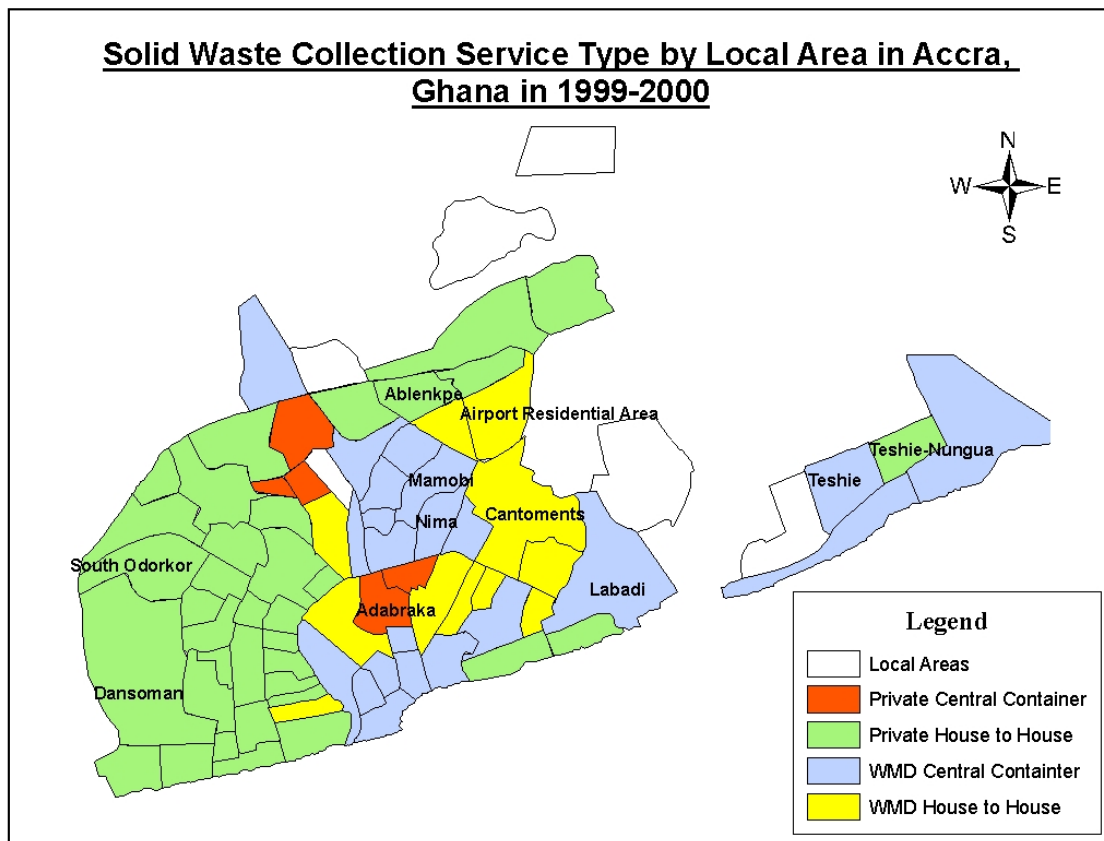 Solid Waste Collection Service Type by Local Area in Accra,
Ghana in 1999-2000
N
W E
S
Ablenkpe
Airport Residential Area
Teshie-Nungua
Mamobi
Teshie
Nima
Cantoments
South Odorkor
Labadi
Adabraka
Dansoman
Legend
Local Areas
Private Central Container
Private House to House
WMD Central Containter
WMD House to House